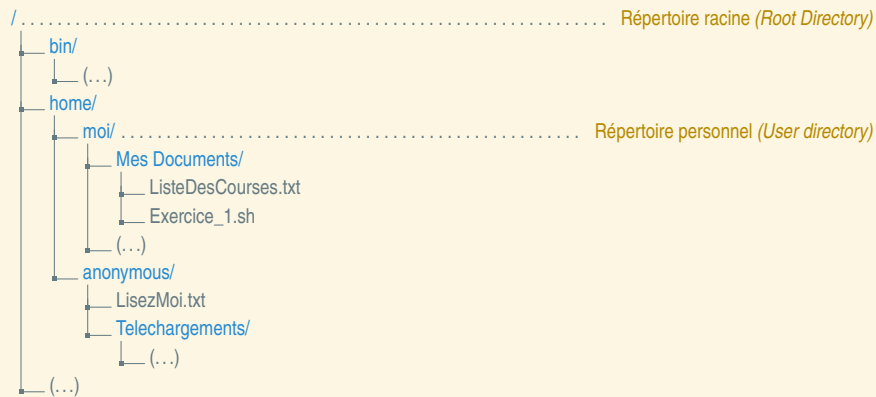 / . . . . . . . . . . . . . . . . . . . . . . . . . . . . . . . . . . . . . . . . . . . . . . . . . . . . . . . . . . . . . . . . . Répertoire racine (Root Directory)
bin/
(...)
home/
moi/ . . . . . . . . . . . . . . . . . . . . . . . . . . . . . . . . . . . . . . . . . . . . . . . . . . . Répertoire personnel (User directory)
Mes Documents/
ListeDesCourses.txt
Exercice_1.sh
(...)
anonymous/
LisezMoi.txt
Telechargements/
(...)
(...)